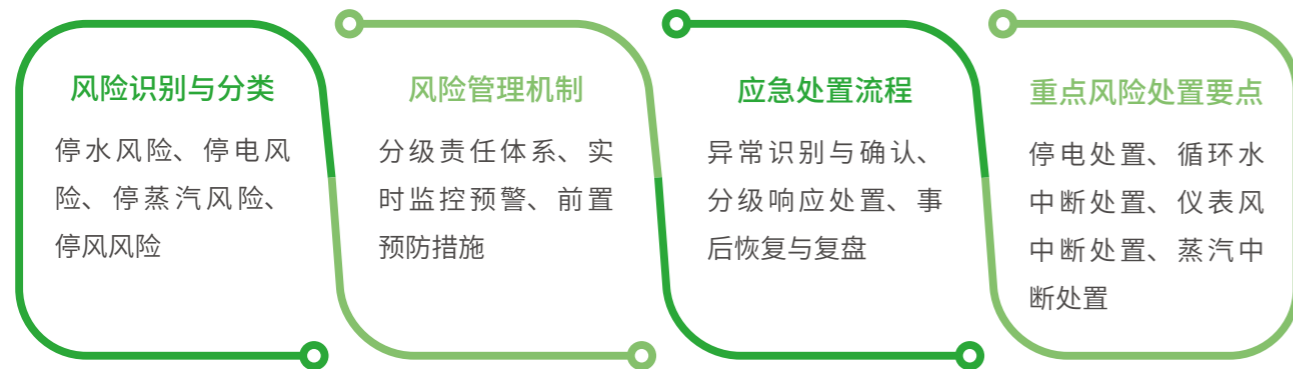 风险识别与分类
停水风险、停电风
险、停蒸汽风险、
停风风险
风险管理机制
分级责任体系、实
时监控预警、前置
预防措施
应急处置流程
异常识别与确认、
分级响应处置、事
后恢复与复盘
重点风险处置要点
停电处置、循环水
中断处置、仪表风
中断处置、蒸汽中
断处置